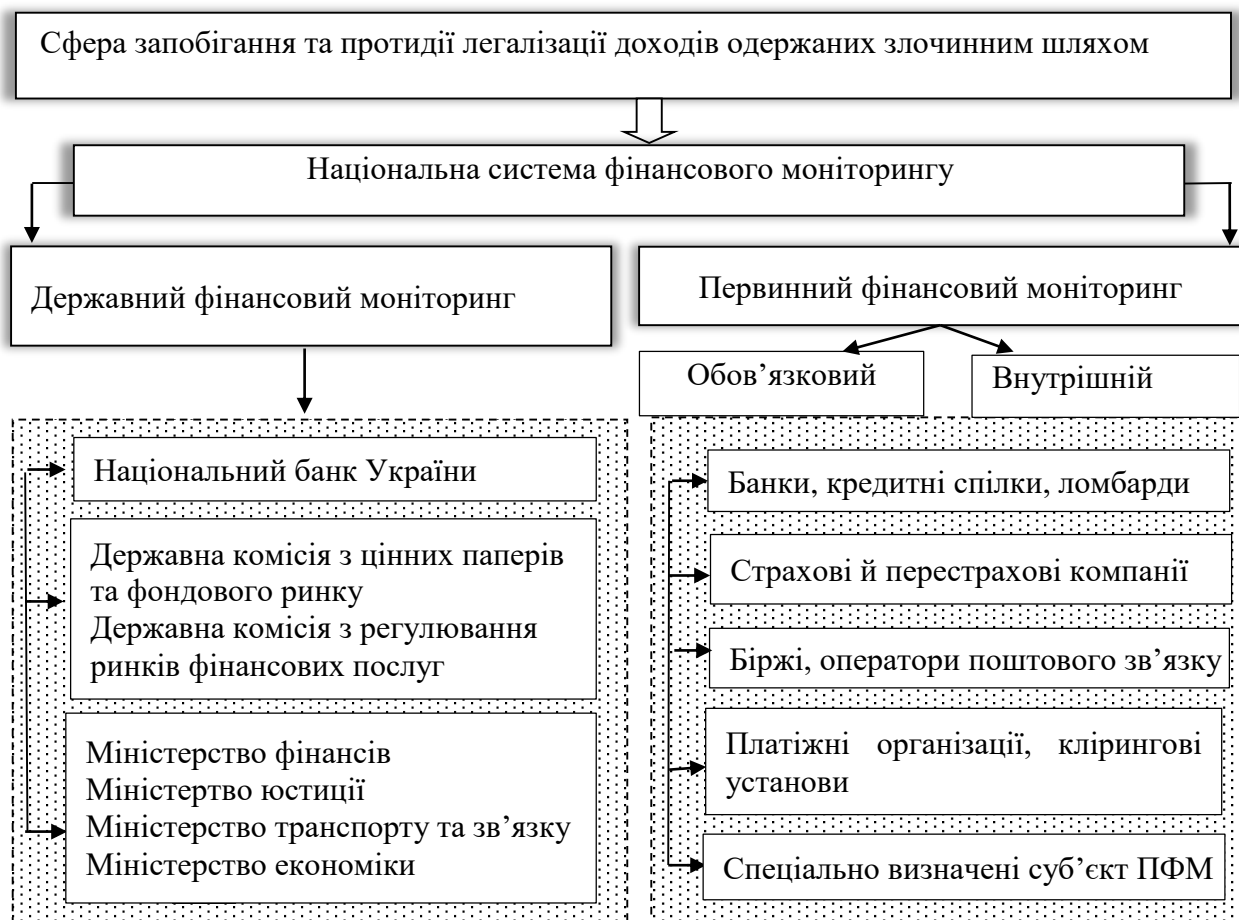 Сфера запобігання та протидії легалізації доходів одержаних злочинним шляхом
Національна система фінансового моніторингу
Державний фінансовий моніторинг
Первинний фінансовий моніторинг
Обов’язковий
Внутрішній
Національний банк України
Державна комісія з цінних паперів
та фондового ринку
Державна комісія з регулювання
ринків фінансових послуг
Міністерство фінансів
Міністертво юстиції
Міністерство транспорту та зв’язку
Міністерство економіки
Банки, кредитні спілки, ломбарди
Страхові й перестрахові компанії
Біржі, оператори поштового зв’язку
Платіжні організації, клірингові
установи
Спеціально визначені суб’єкт ПФМ